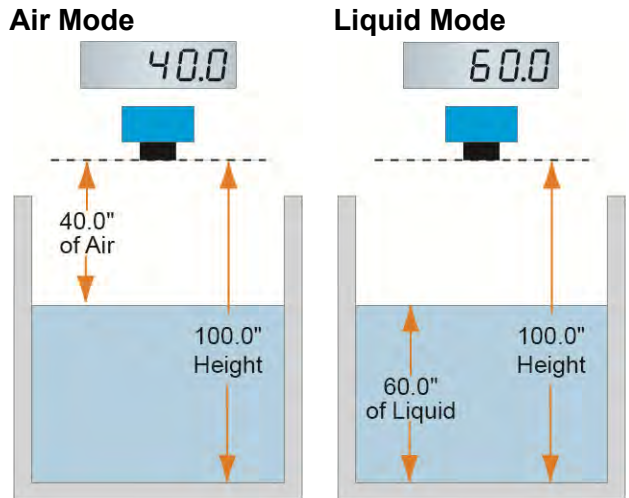 Air Mode
40.0
40.0"
of Air
100.0"
Height
Liquid Mode
60.0
60.0"
of Liquid
100.0"
Height